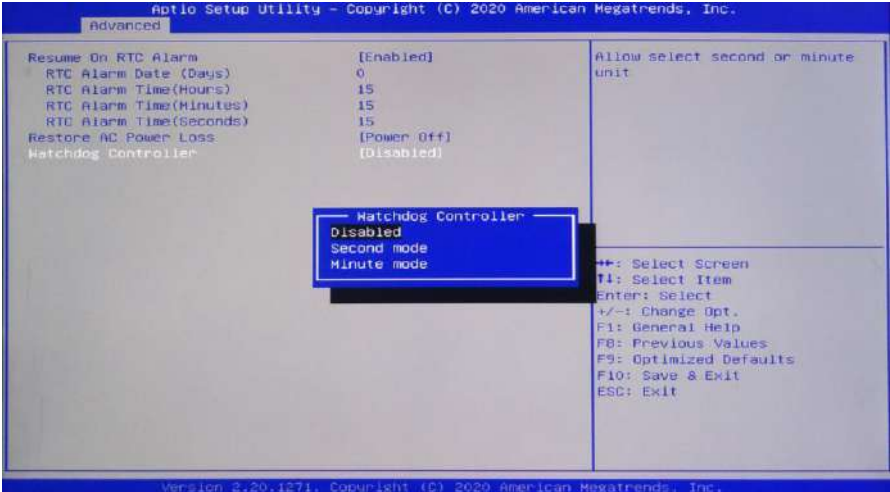 Aptio Setup Utility – Copyright (C) 2020 American Megatrends, Inc.
Advanced
Resume On RTC Alarm [Enabled]
RTC Alarm Date (Days) 0
RTC Alarm Time(Hours) 15
RTC Alarm Time(Minutes) 15
RTC Alarm Time(Seconds) 15
Restore AC Power Loss [Power Off]
Watchdog Controller [Disabled]
Allow select second or minute
unit
Watchdog Controller
Disabled
Second mode
Minute mode
→←: Select Screen
↑↓: Select Item
Enter: Select
+/-: Change Opt.
F1: General Help
F8: Previous Values
F9: Optimized Defaults
F10: Save & Exit
ESC: Exit
Version 2.20.1271. Copyright (C) 2020 American Megatrends, Inc.